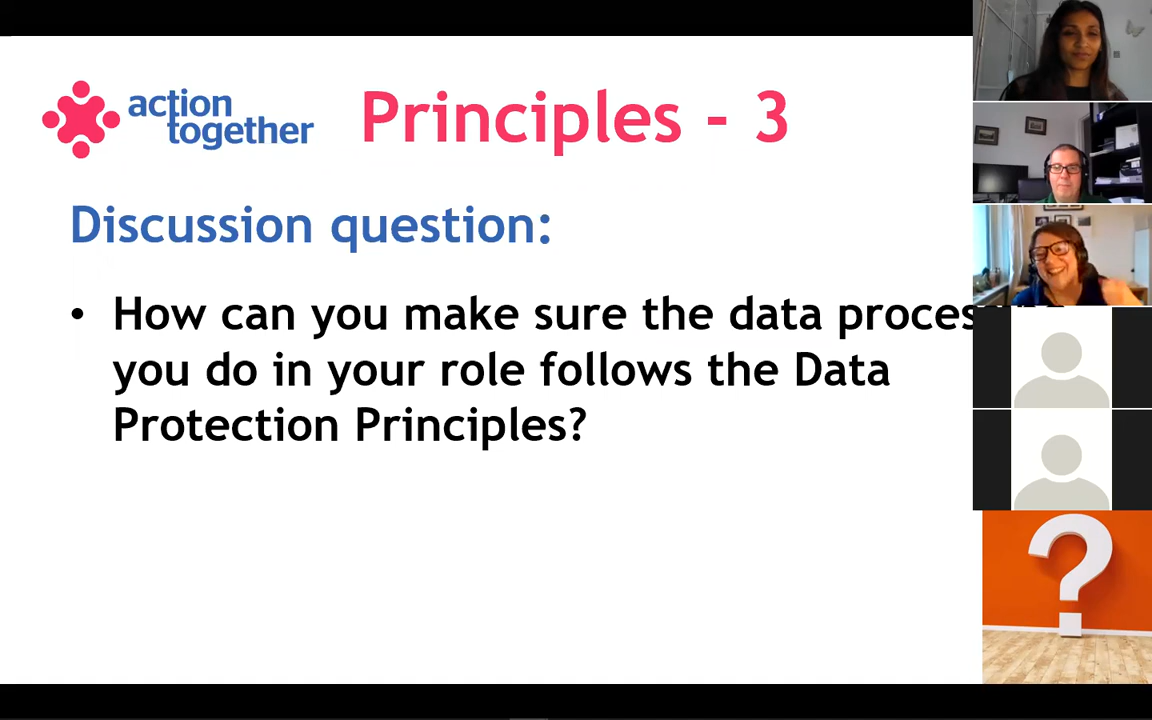 action
together
Principles - 3
Discussion question:
• How can you make sure the data proces
you do in your role follows the Data
Protection Principles?
?